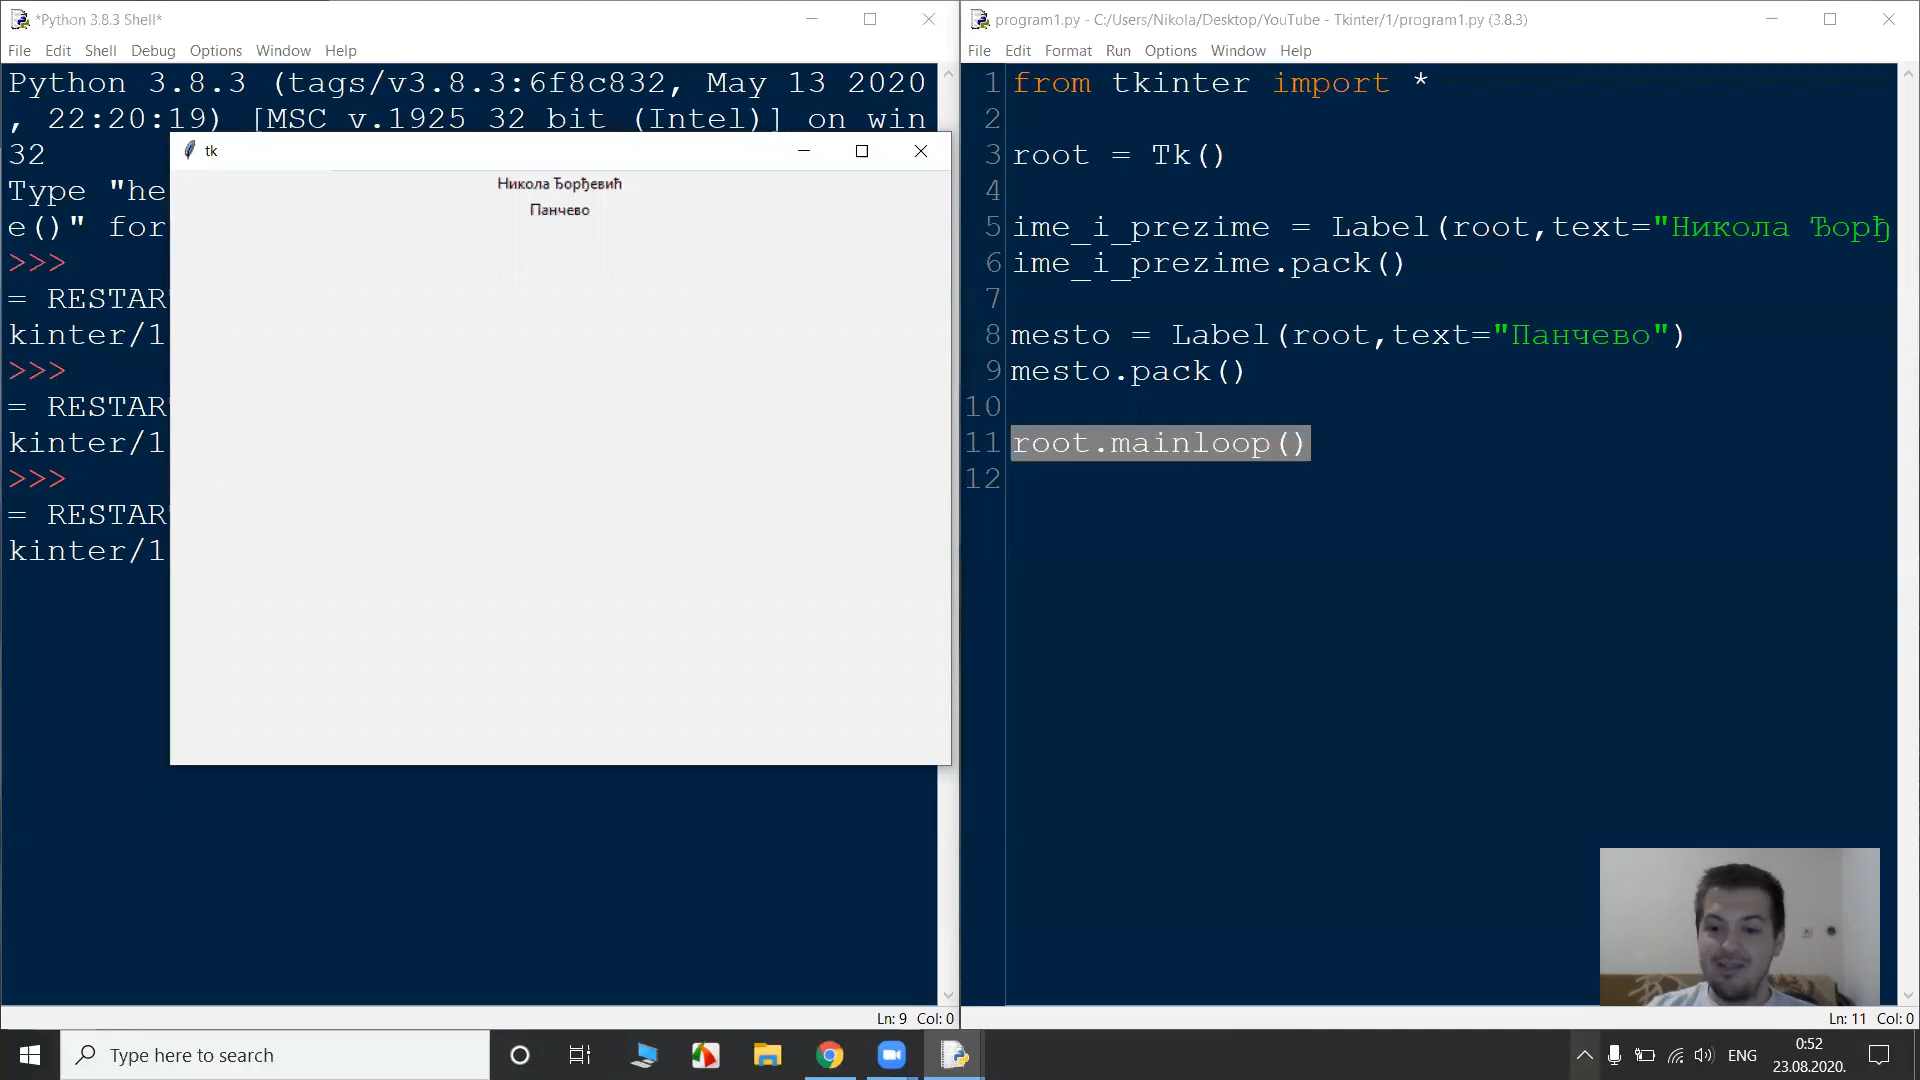 *Python 3.8.3 Shell*
File Edit Shell Debug Options Window Help
Python 3.8.3 (tags/v3.8.3:6f8c832, May 13 2020
, 22:20:19) [MSC v.1925 32 bit (Intel)] on win
32
Type "he
e()" for
>>>
= RESTAR
kinter/1
>>>
= RESTAR
kinter/1
>>>
= RESTAR
kinter/1
Ln: 9 Col: 0
tk
Никола Ђорђевић
Панчево
program1.py - C:/Users/Nikola/Desktop/YouTube - Tkinter/1/program1.py (3.8.3)
File Edit Format Run Options Window Help
1 from tkinter import *
2
3 root = Tk()
4
5 ime_i_prezime = Label(root,text="Никола Ђорђ
6 ime_i_prezime.pack()
7
8 mesto = Label(root,text="Панчево")
9 mesto.pack()
10
11 root.mainloop()
12
Ln: 11 Col: 0
Type here to search
ENG
0:52
23.08.2020.